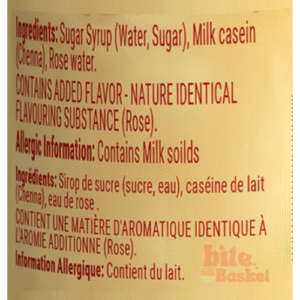 Ingredients: Sugar Syrup (Water, Sugar), Milk casein
(Chenna), Rose water.
CONTAINS ADDED FLAVOR - NATURE IDENTICAL
FLAVOURING SUBSTANCE (Rose).
Allergic Information: Contains Milk soilds
Ingrédients: Sirop de sucre (sucre, eau), caséine de lait
(Chenna), eau de rose .
CONTIENT UNE MATIÈRE D'AROMATIQUE IDENTIQUE À
L'AROMIE ADDITIONNE (Rose).
Information Allergique: Contient du lait.
bite
Basket